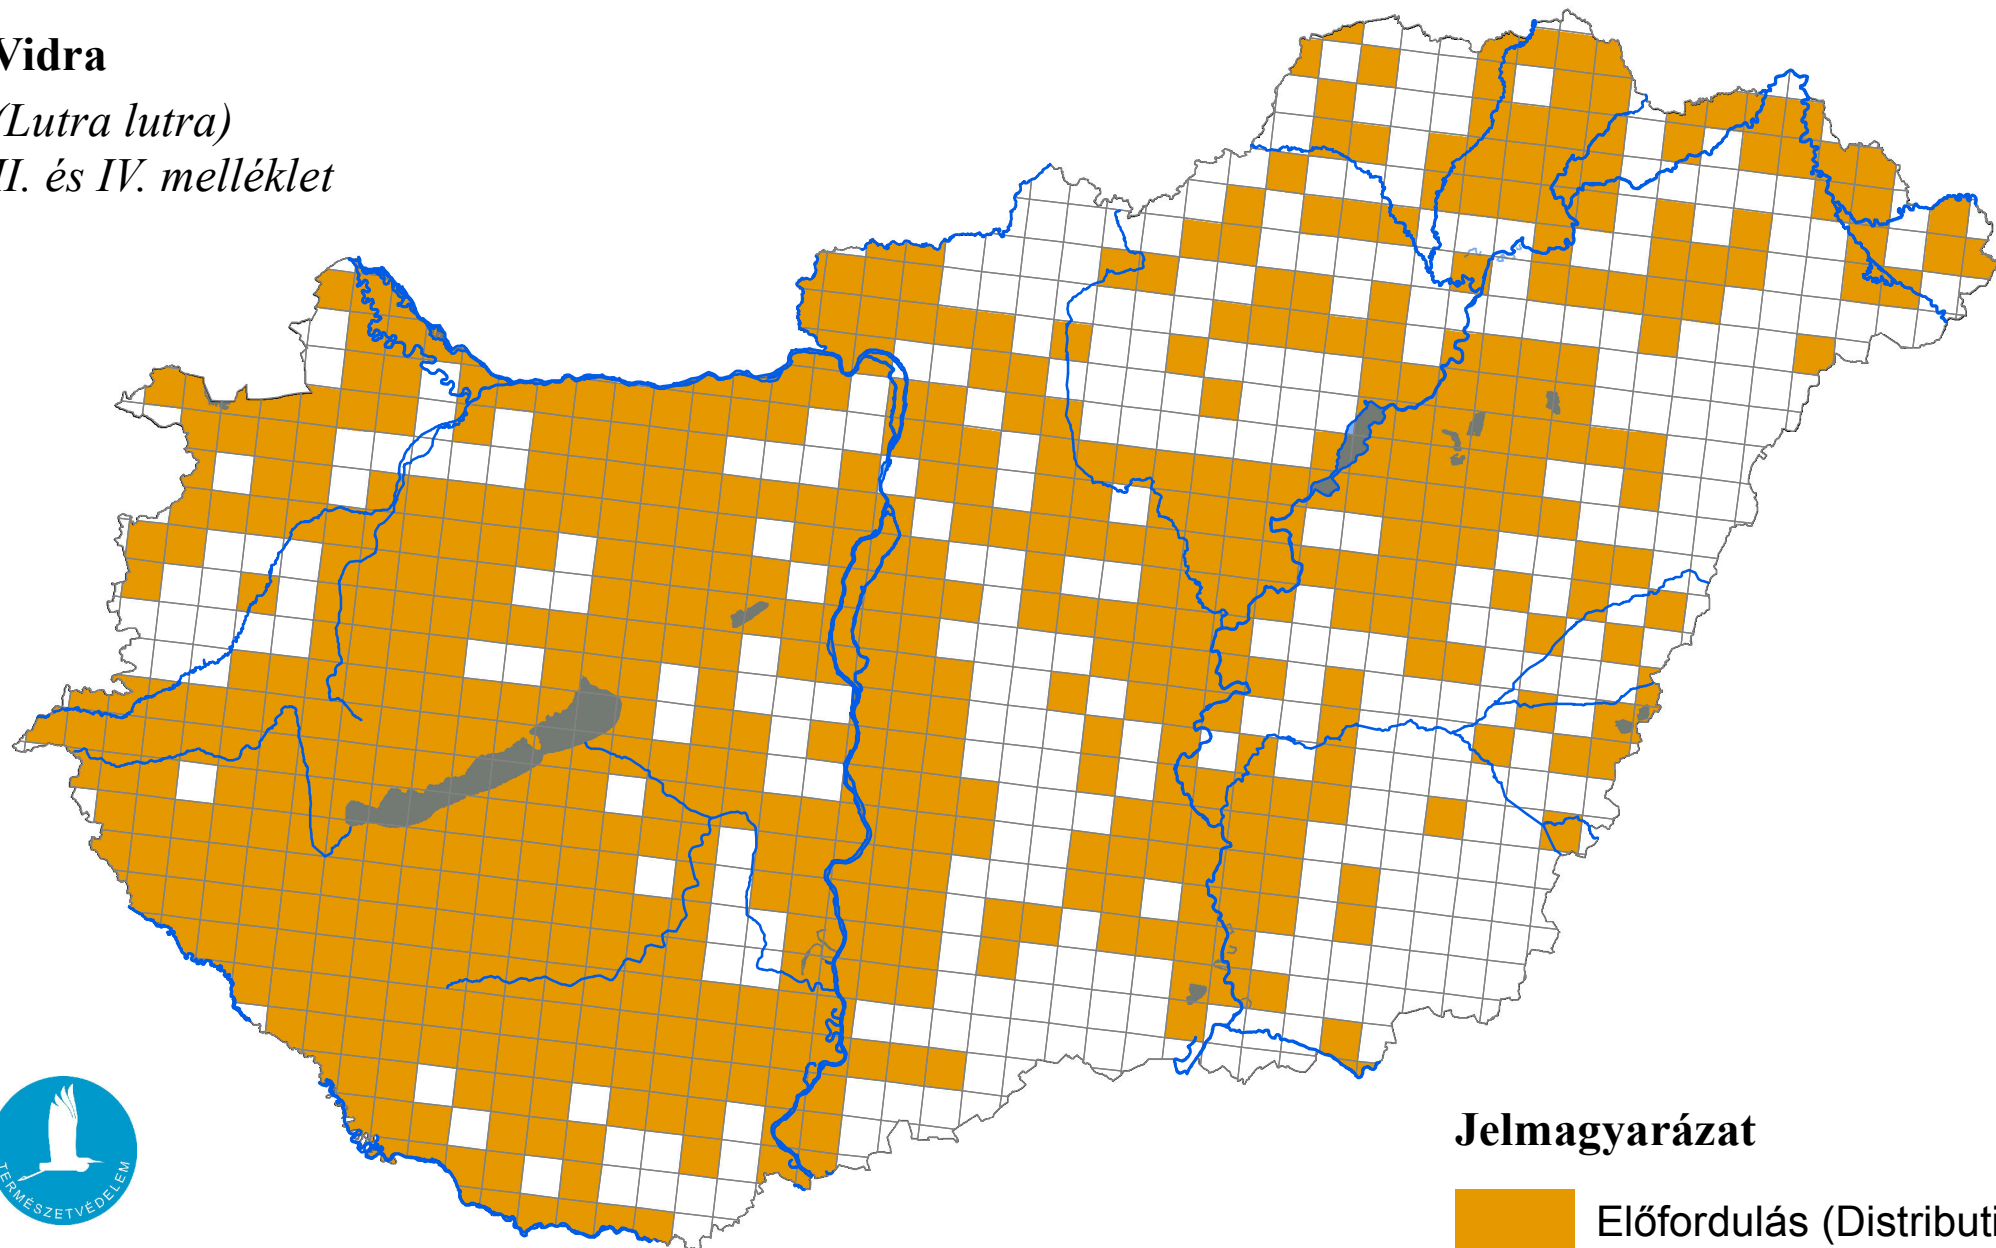 Vidra
(Lutra lutra)
II. és IV. melléklet
TERMÉSZETVÉDELEM
Jelmagyarázat
Előfordulás (Distributi